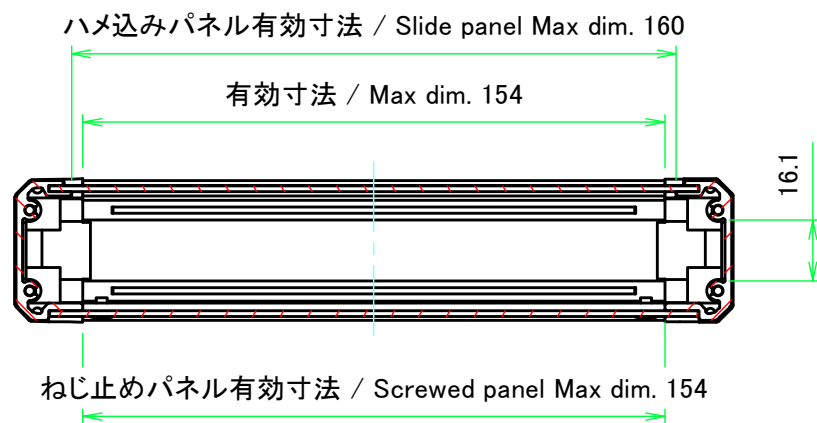 ハメ込みパネル有効寸法 / Slide panel Max dim. 160
有効寸法 / Max dim. 154
16.1
ねじ止めパネル有効寸法 / Screwed panel Max dim. 154